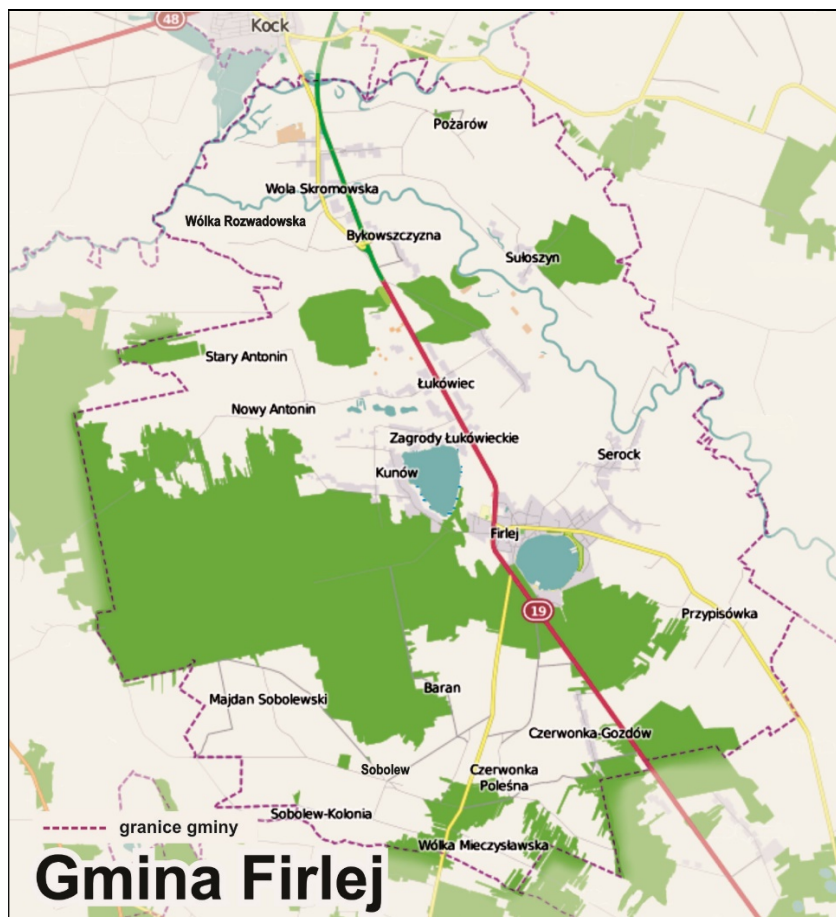 48
Kock
Pożarów
Wola Skromowska
Wólka Rozwadowska
Bykowszczyzna
Sułoszyn
Stary Antonin
Łukówiec
Nowy Antonin
Zagrody Łukówieckie
Serock
Kunów
Firlej
19
Przypisówka
Baran
Majdan Sobolewski
Czerwonka-Gozdów
Sobolew
Czerwonka
Poleśna
Sobolew-Kolonia
granice gminy
Wólka Mieczysławska
Gmina Firlej